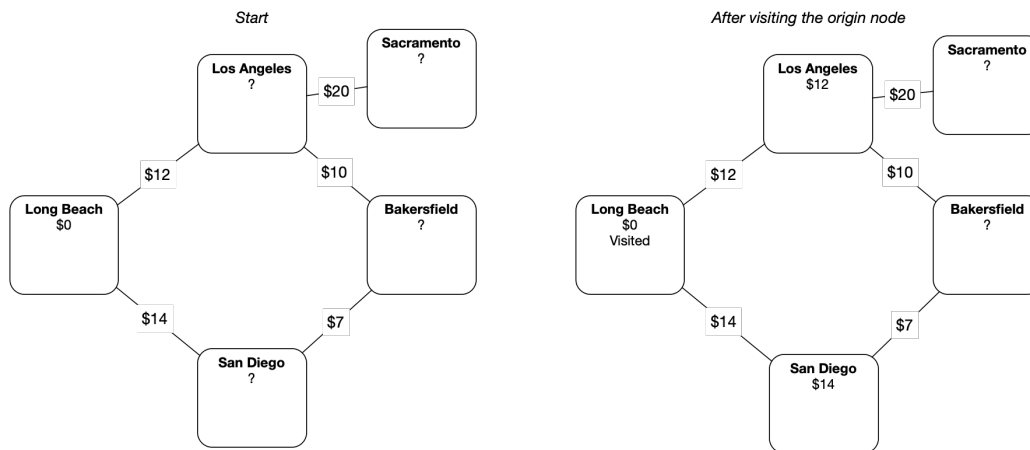 Start
Los Angeles
?
Sacramento
?
$20
$12
$10
Long Beach
$0
Bakersfield
?
$14
$7
San Diego
?
After visiting the origin node
Los Angeles
$12
Sacramento
?
$20
$12
$10
Long Beach
$0
Visited
Bakersfield
?
$14
$7
San Diego
$14